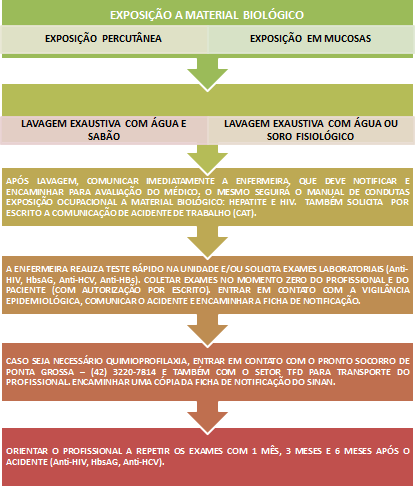 EXPOSIÇÃO A MATERIAL BIOLÓGICO
EXPOSIÇÃO PERCUTÂNEA
EXPOSIÇÃO EM MUCOSAS
LAVAGEM EXAUSTIVA COM ÁGUA E
SABÃO
LAVAGEM EXAUSTIVA COM ÁGUA OU
SORO FISIOLÓGICO
APÓS LAVAGEM, COMUNICAR IMEDIATAMENTE A ENFERMEIRA, QUE DEVE NOTIFICAR E
ENCAMINHAR PARA AVALIAÇÃO DO MÉDICO. O MESMO SEGUIRÁ O MANUAL DE CONDUTAS
EXPOSIÇÃO OCUPACIONAL A MATERIAL BIOLÓGICO: HEPATITE E HIV. TAMBÉM SOLICITA POR
ESCRITO A COMUNICAÇÃO DE ACIDENTE DE TRABALHO (CAT).
A ENFERMEIRA REALIZA TESTE RÁPIDO NA UNIDADE E/OU SOLICITA EXAMES LABORATORIAIS (Anti-
HIV, HbsAG, Anti-HCV, Anti-HBs). COLETAR EXAMES NO MOMENTO ZERO DO PROFISSIONAL E DO
PACIENTE (COM AUTORIZAÇÃO POR ESCRITO). ENTRAR EM CONTATO COM A VIGILÂNCIA
EPIDEMIOLÓGICA, COMUNICAR O ACIDENTE E ENCAMINHAR A FICHA DE NOTIFICAÇÃO.
CASO SEJA NECESSÁRIO QUIMIOPROFILAXIA, ENTRAR EM CONTATO COM O PRONTO SOCORRO DE
PONTA GROSSA – (42) 3220-7814 E TAMBÉM COM O SETOR TFD PARA TRANSPORTE DO
PROFISSIONAL. ENCAMINHAR UMA CÓPIA DA FICHA DE NOTIFICAÇÃO DO SINAN.
ORIENTAR O PROFISSIONAL A REPETIR OS EXAMES COM 1 MÊS, 3 MESES E 6 MESES APÓS O
ACIDENTE (Anti-HIV, HbsAG, Anti-HCV).